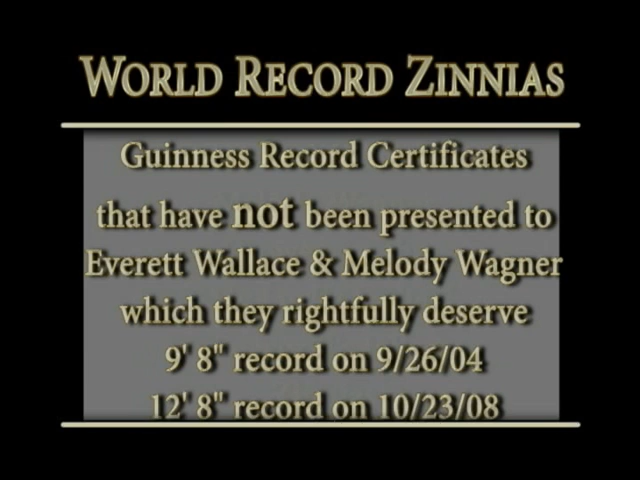 WORLD RECORD ZINNIAS
Guinness Record Certificates
that have not been presented to
Everett Wallace & Melody Wagner
which they rightfully deserve
9' 8" record on 9/26/04
12' 8" record on 10/23/08